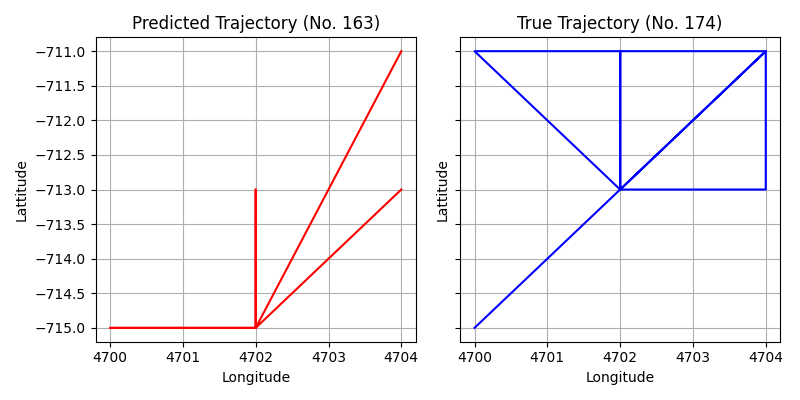 Predicted Trajectory (No. 163)
True Trajectory (No. 174)
Lattitude
−711.0
−711.5
−712.0
−712.5
−713.0
−713.5
−714.0
−714.5
−715.0
4700 4701 4702 4703 4704
Longitude
Lattitude
4700 4701 4702 4703 4704
Longitude